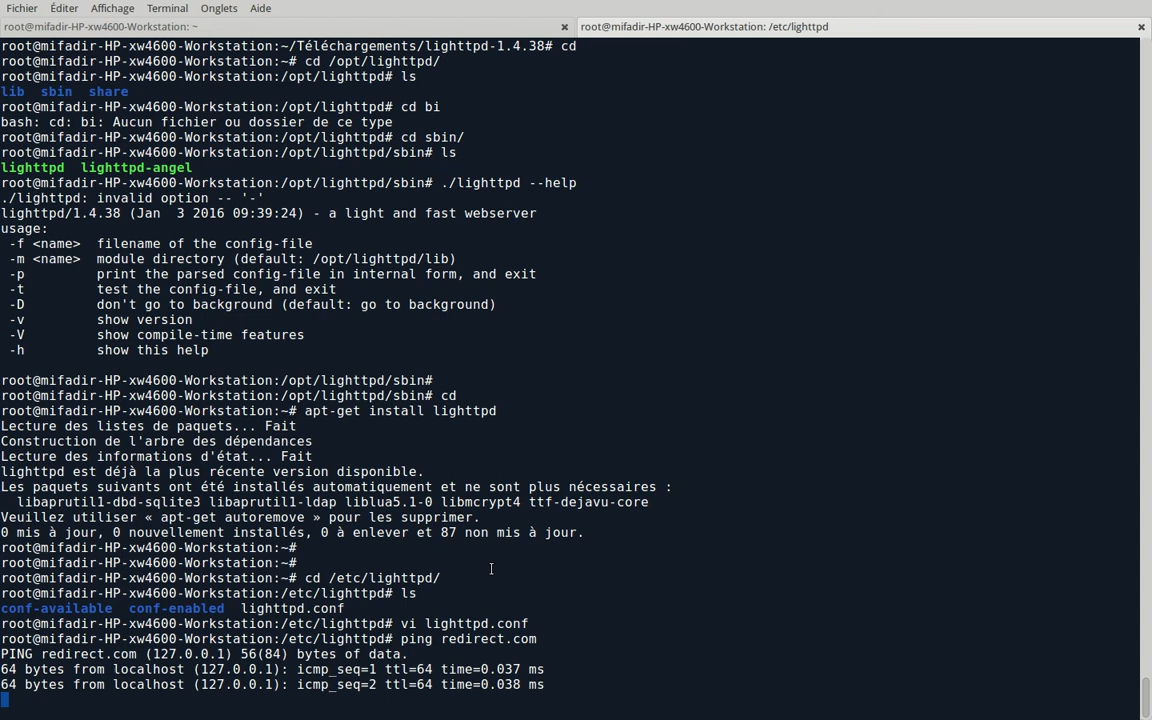 Fichier Éditer Affichage Terminal Onglets Aide
root@mifadir-HP-xw4600-Workstation: ~
root@mifadir-HP-xw4600-Workstation: /etc/lighttpd
root@mifadir-HP-xw4600-Workstation:~/Téléchargements/lighttpd-1.4.38# cd
root@mifadir-HP-xw4600-Workstation:~# cd /opt/lighttpd/
root@mifadir-HP-xw4600-Workstation:/opt/lighttpd# ls
lib  sbin  share
root@mifadir-HP-xw4600-Workstation:/opt/lighttpd# cd bi
bash: cd: bi: Aucun fichier ou dossier de ce type
root@mifadir-HP-xw4600-Workstation:/opt/lighttpd# cd sbin/
root@mifadir-HP-xw4600-Workstation:/opt/lighttpd/sbin# ls
lighttpd  lighttpd-angel
root@mifadir-HP-xw4600-Workstation:/opt/lighttpd/sbin# ./lighttpd --help
./lighttpd: invalid option -- '-'
lighttpd/1.4.38 (Jan  3 2016 09:39:24) - a light and fast webserver
usage:
 -f <name>  filename of the config-file
 -m <name>  module directory (default: /opt/lighttpd/lib)
 -p         print the parsed config-file in internal form, and exit
 -t         test the config-file, and exit
 -D         don't go to background (default: go to background)
 -v         show version
 -V         show compile-time features
 -h         show this help
root@mifadir-HP-xw4600-Workstation:/opt/lighttpd/sbin#
root@mifadir-HP-xw4600-Workstation:/opt/lighttpd/sbin# cd
root@mifadir-HP-xw4600-Workstation:~# apt-get install lighttpd
Lecture des listes de paquets... Fait
Construction de l'arbre des dépendances
Lecture des informations d'état... Fait
lighttpd est déjà la plus récente version disponible.
Les paquets suivants ont été installés automatiquement et ne sont plus nécessaires :
  libaprutil1-dbd-sqlite3 libaprutil1-ldap liblua5.1-0 libmcrypt4 ttf-dejavu-core
Veuillez utiliser « apt-get autoremove » pour les supprimer.
0 mis à jour, 0 nouvellement installés, 0 à enlever et 87 non mis à jour.
root@mifadir-HP-xw4600-Workstation:~#
root@mifadir-HP-xw4600-Workstation:~#
root@mifadir-HP-xw4600-Workstation:~# cd /etc/lighttpd/
root@mifadir-HP-xw4600-Workstation:/etc/lighttpd# ls
conf-available  conf-enabled  lighttpd.conf
root@mifadir-HP-xw4600-Workstation:/etc/lighttpd# vi lighttpd.conf
root@mifadir-HP-xw4600-Workstation:/etc/lighttpd# ping redirect.com
PING redirect.com (127.0.0.1) 56(84) bytes of data.
64 bytes from localhost (127.0.0.1): icmp_seq=1 ttl=64 time=0.037 ms
64 bytes from localhost (127.0.0.1): icmp_seq=2 ttl=64 time=0.038 ms